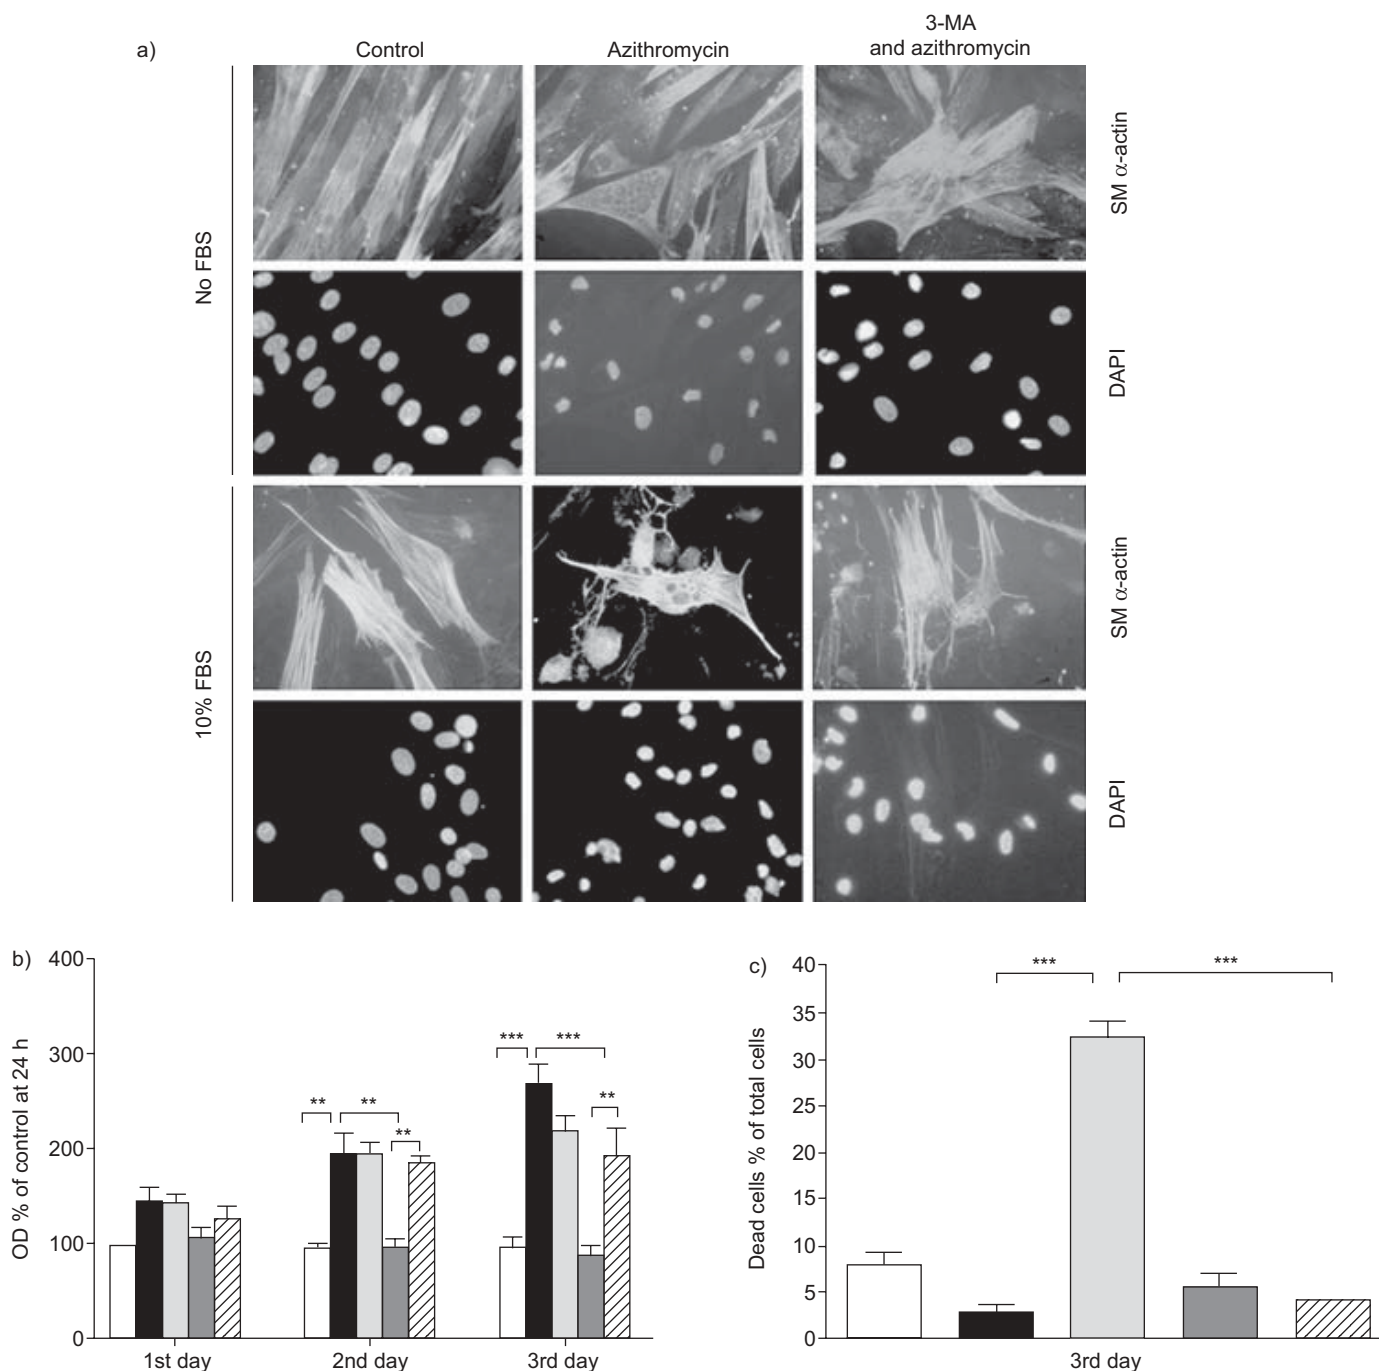 a)
Control
Azithromycin
3-MA
and azithromycin
No FBS
SM α-actin
DAPI
10% FBS
SM α-actin
DAPI
b)
OD % of control at 24 h
400
300
200
100
0
** ** **
*** *** **
1st day 2nd day 3rd day
c)
Dead cells % of total cells
40
35
30
25
20
15
10
5
0
*** ***
3rd day